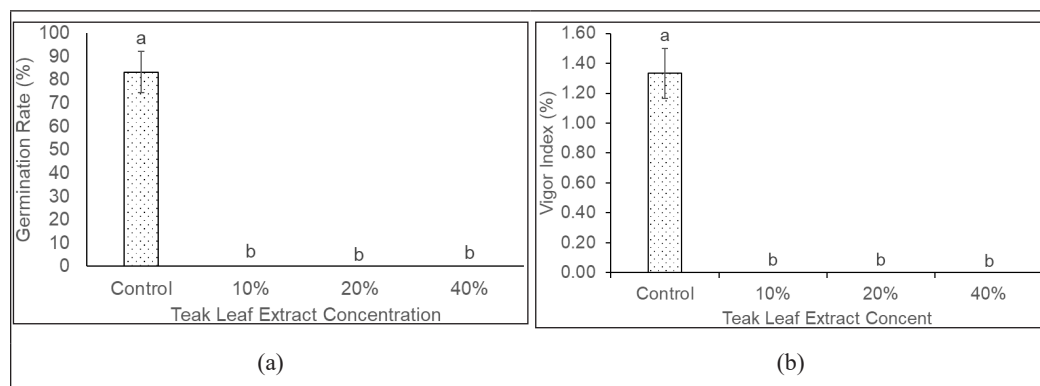 100
90
80
70
60
50
40
30
20
10
0
Germination Rate (%)
a
b
b
b
Control 10% 20% 40%
Teak Leaf Extract Concentration
(a)
1.60
1.40
1.20
1.00
0.80
0.60
0.40
0.20
0.00
Vigor Index (%)
a
b
b
b
Control 10% 20% 40%
Teak Leaf Extract Concent
(b)